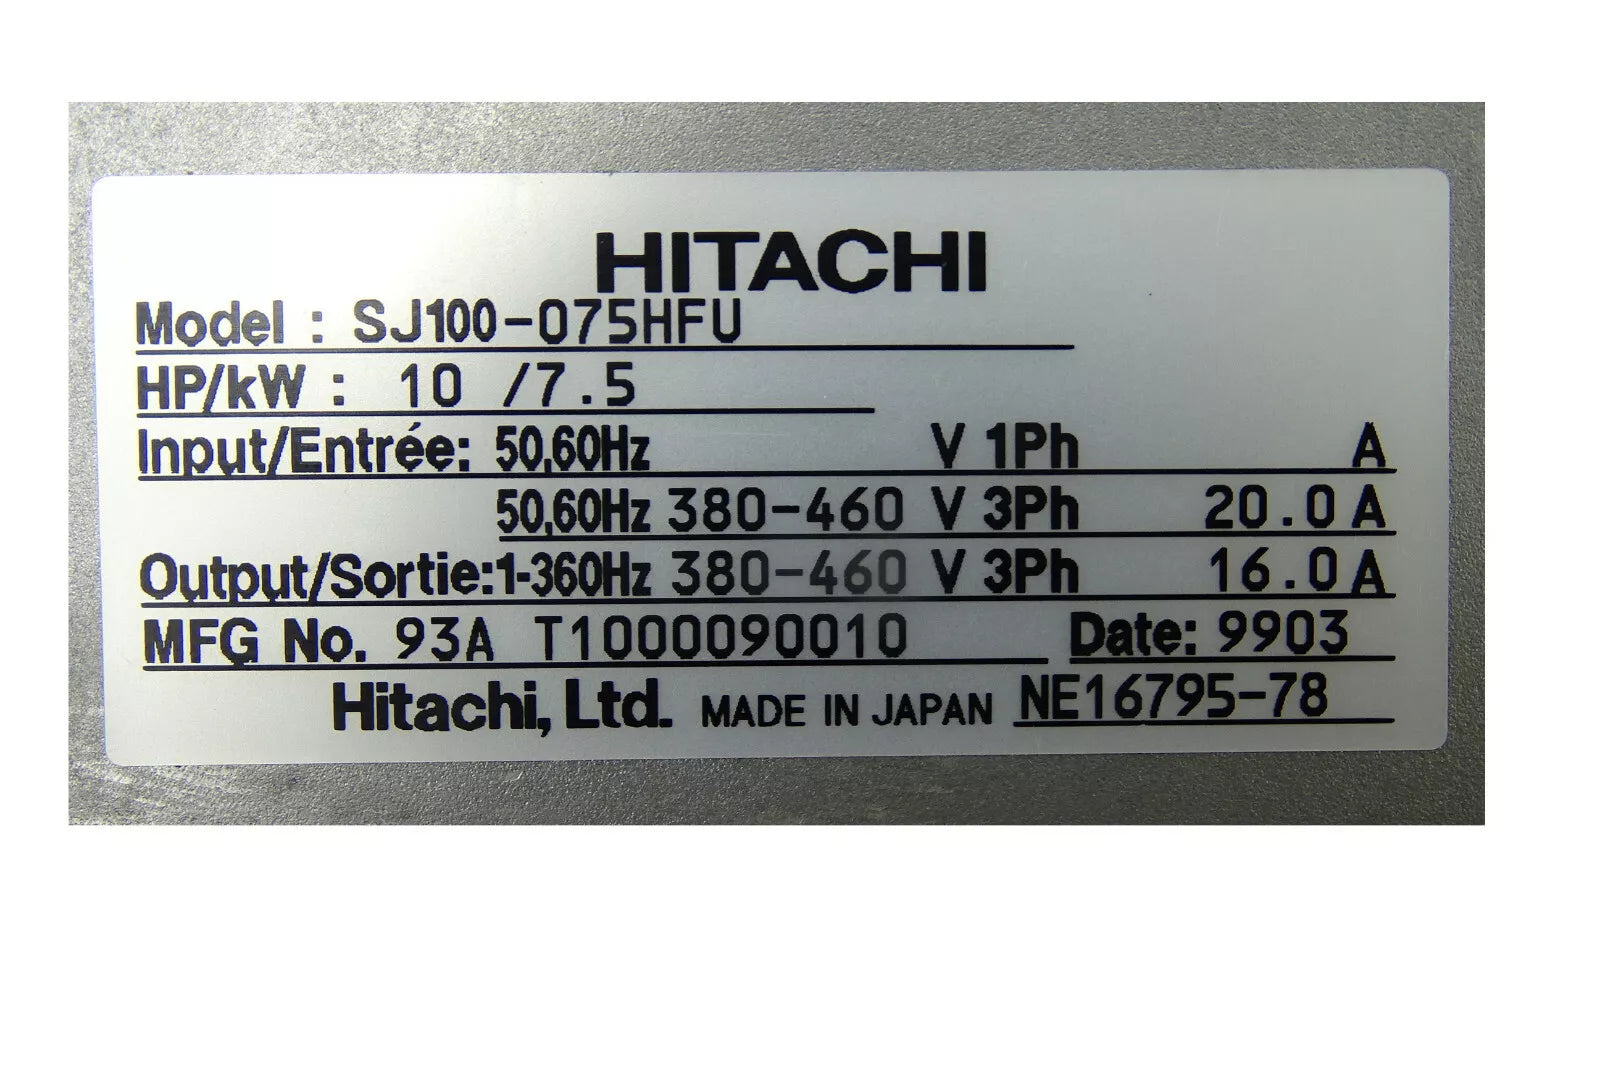 HITACHI
Model : SJ100-075HFU
HP/kW : 10 /7.5
Input/Entrée: 50,60Hz V 1Ph A
50,60Hz 380-460 V 3Ph 20.0 A
Output/Sortie:1-360Hz 380-460 V 3Ph 16.0 A
MFG No. 93A T1000090010 Date: 9903
Hitachi, Ltd. MADE IN JAPAN NE16795-78